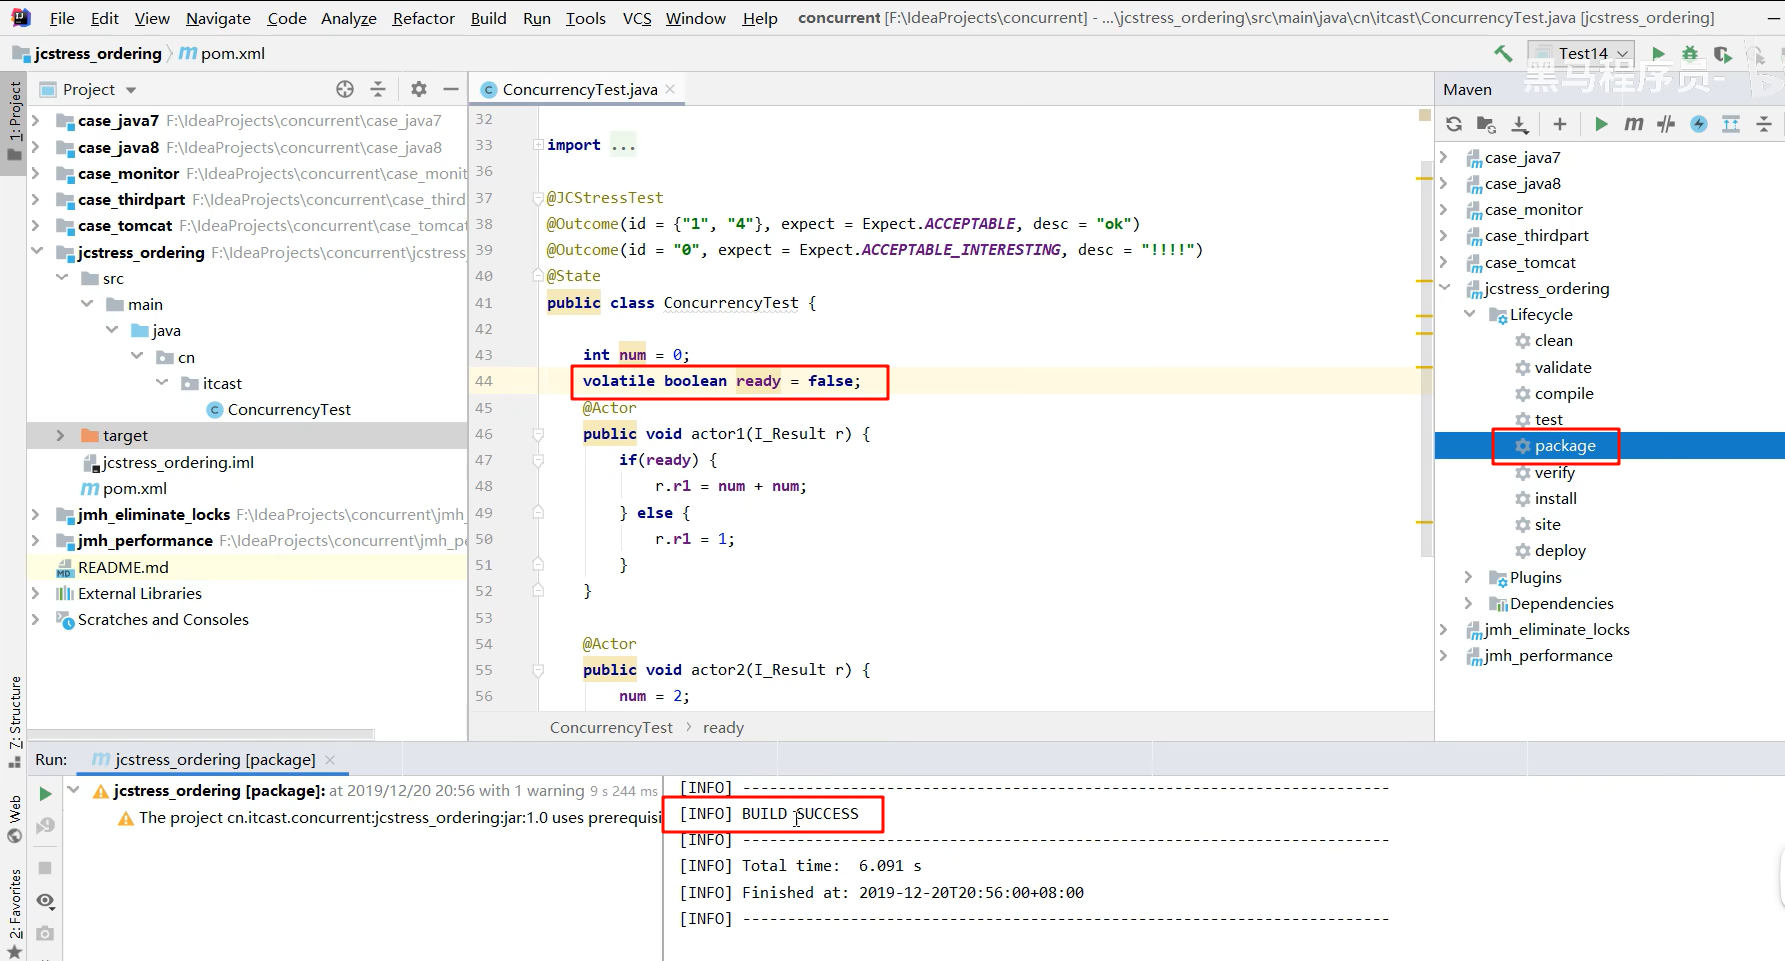 File Edit View Navigate Code Analyze Refactor Build Run Tools VCS Window Help concurrent [F:\IdeaProjects\concurrent] - ...\jcstress_ordering\src\main\java\cn\itcast\ConcurrencyTest.java [jcstress_ordering]
jcstress_ordering pom.xml
Test14
黑马程序员-
1: Project
Project
case_java7 F:\IdeaProjects\concurrent\case_java7
case_java8 F:\IdeaProjects\concurrent\case_java8
case_monitor F:\IdeaProjects\concurrent\case_monit
case_thirdpart F:\IdeaProjects\concurrent\case_third
case_tomcat F:\IdeaProjects\concurrent\case_tomcat
jcstress_ordering F:\IdeaProjects\concurrent\jcstress_
src
main
java
cn
itcast
ConcurrencyTest
target
jcstress_ordering.iml
pom.xml
jmh_eliminate_locks F:\IdeaProjects\concurrent\jmh_
jmh_performance F:\IdeaProjects\concurrent\jmh_pe
README.md
External Libraries
Scratches and Consoles
ConcurrencyTest.java
32
33 import ...
36
37 @JCStressTest
38 @Outcome(id = {"1", "4"}, expect = Expect.ACCEPTABLE, desc = "ok")
39 @Outcome(id = "0", expect = Expect.ACCEPTABLE_INTERESTING, desc = "!!!!")
40 @State
41 public class ConcurrencyTest {
42
43 int num = 0;
44 volatile boolean ready = false;
45 @Actor
46 public void actor1(I_Result r) {
47 if(ready) {
48 r.r1 = num + num;
49 } else {
50 r.r1 = 1;
51 }
52 }
53
54 @Actor
55 public void actor2(I_Result r) {
56 num = 2;
ConcurrencyTest ready
Maven
case_java7
case_java8
case_monitor
case_thirdpart
case_tomcat
jcstress_ordering
Lifecycle
clean
validate
compile
test
package
verify
install
site
deploy
Plugins
Dependencies
jmh_eliminate_locks
jmh_performance
7: Structure
Web
2: Favorites
Run: jcstress_ordering [package]
jcstress_ordering [package]: at 2019/12/20 20:56 with 1 warning 9 s 244 ms
The project cn.itcast.concurrent:jcstress_ordering:jar:1.0 uses prerequisi
[INFO] ------------------------------------------------------------------------
[INFO] BUILD SUCCESS
[INFO] ------------------------------------------------------------------------
[INFO] Total time: 6.091 s
[INFO] Finished at: 2019-12-20T20:56:00+08:00
[INFO] ------------------------------------------------------------------------